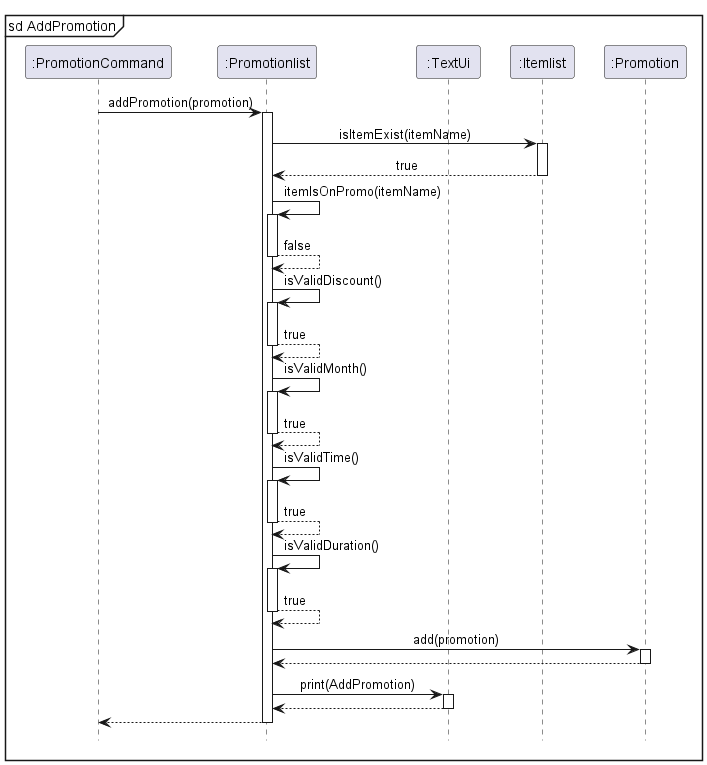 sd AddPromotion
:PromotionCommand
:Promotionlist
:TextUi
:Itemlist
:Promotion
addPromotion(promotion)
isItemExist(itemName)
true
itemIsOnPromo(itemName)
false
isValidDiscount()
true
isValidMonth()
true
isValidTime()
true
isValidDuration()
true
add(promotion)
print(AddPromotion)